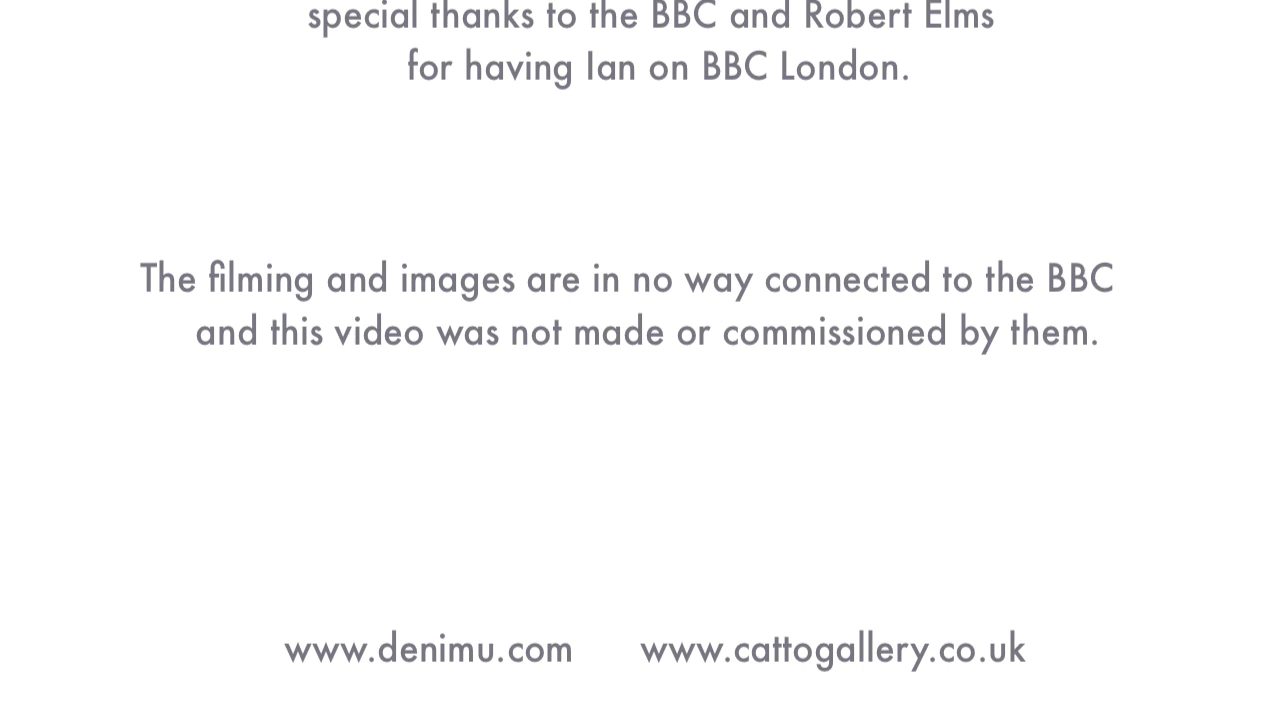 special thanks to the BBC and Robert Elms
for having Ian on BBC London.
The filming and images are in no way connected to the BBC
and this video was not made or commissioned by them.
www.denimu.com www.cattogallery.co.uk